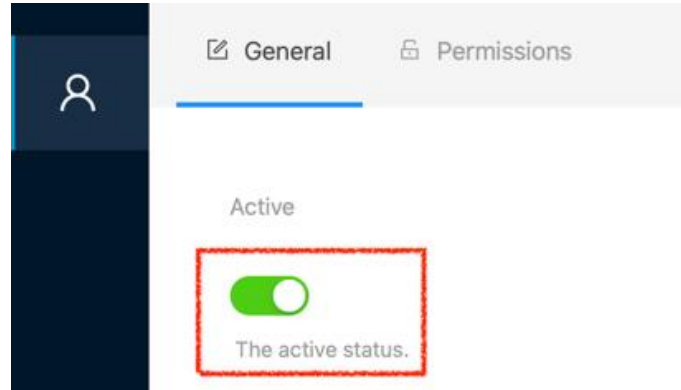 General
Permissions
Active
The active status.